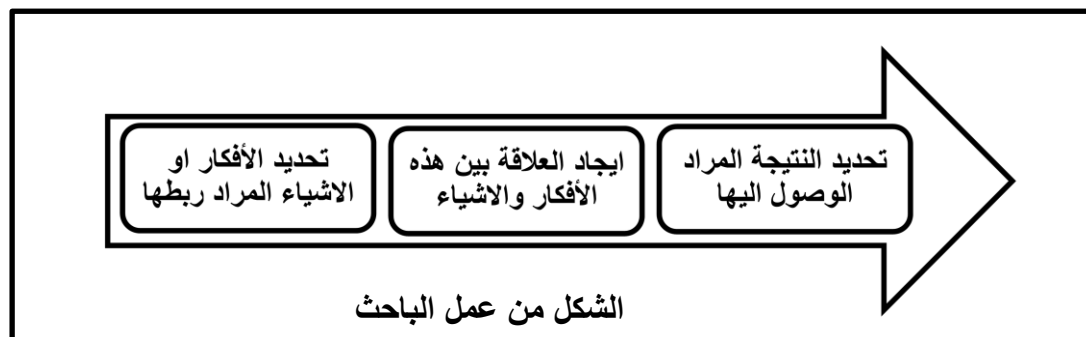 تحديد الأفكار او
الاشياء المراد ربطها
ايجاد العلاقة بين هذه
الأفكار والاشياء
تحديد النتيجة المراد
الوصول اليها
الشكل من عمل الباحث